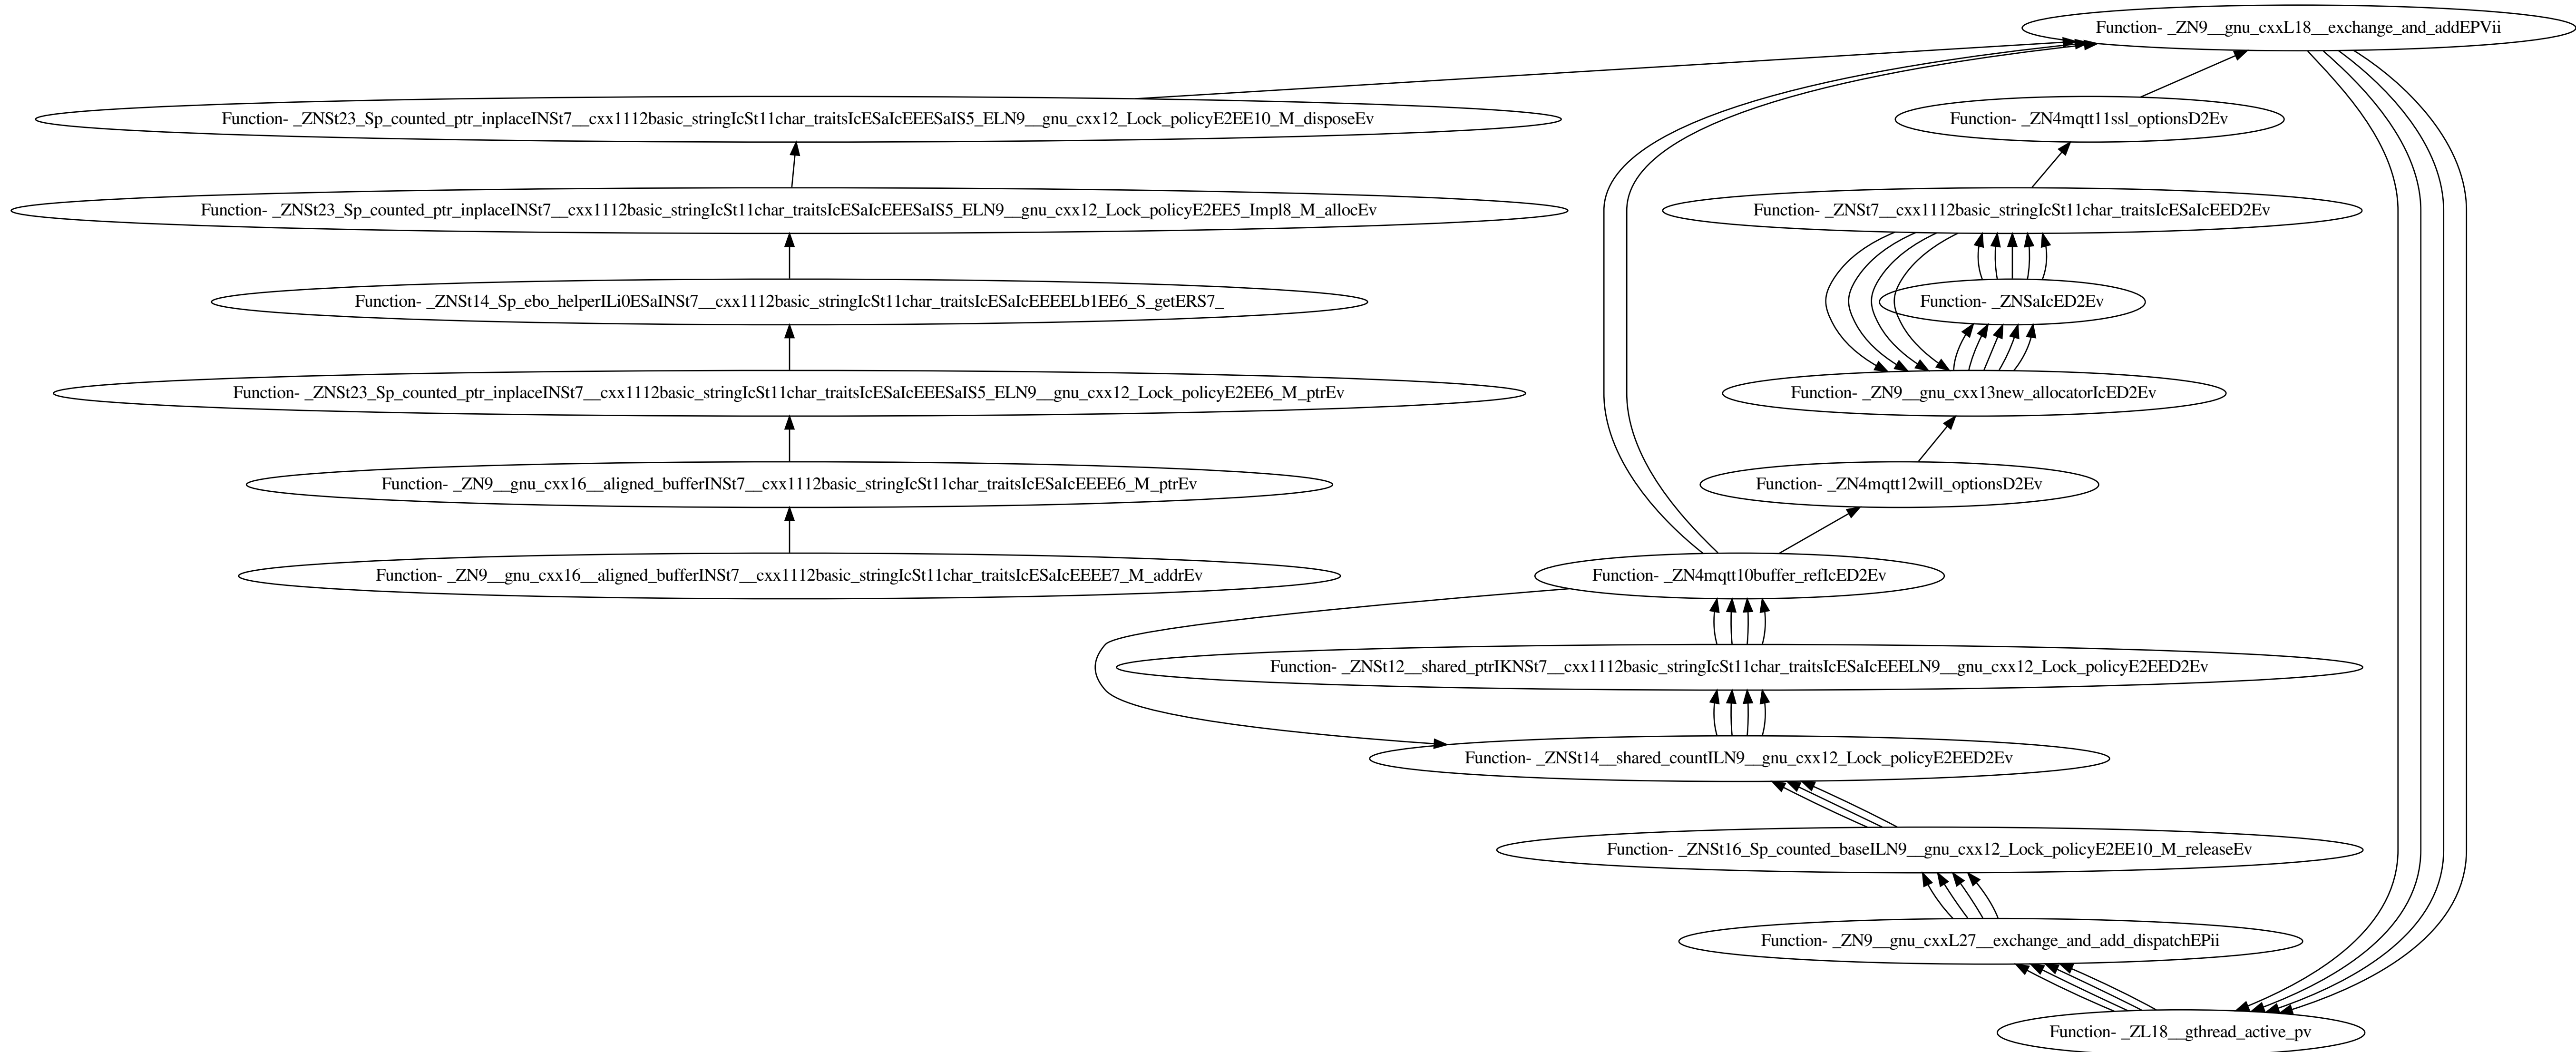 Function- _ZN9__gnu_cxxL18__exchange_and_addEPVii
Function- _ZNSt23_Sp_counted_ptr_inplaceINSt7__cxx1112basic_stringIcSt11char_traitsIcESaIcEEESaIS5_ELN9__gnu_cxx12_Lock_policyE2EE10_M_disposeEv
Function- _ZN4mqtt11ssl_optionsD2Ev
Function- _ZNSt23_Sp_counted_ptr_inplaceINSt7__cxx1112basic_stringIcSt11char_traitsIcESaIcEEESaIS5_ELN9__gnu_cxx12_Lock_policyE2EE5_Impl8_M_allocEv
Function- _ZNSt7__cxx1112basic_stringIcSt11char_traitsIcESaIcEED2Ev
Function- _ZNSt14_Sp_ebo_helperILi0ESaINSt7__cxx1112basic_stringIcSt11char_traitsIcESaIcEEEELb1EE6_S_getERS7_
Function- _ZNSaIcED2Ev
Function- _ZNSt23_Sp_counted_ptr_inplaceINSt7__cxx1112basic_stringIcSt11char_traitsIcESaIcEEESaIS5_ELN9__gnu_cxx12_Lock_policyE2EE6_M_ptrEv
Function- _ZN9__gnu_cxx13new_allocatorIcED2Ev
Function- _ZN9__gnu_cxx16__aligned_bufferINSt7__cxx1112basic_stringIcSt11char_traitsIcESaIcEEEE6_M_ptrEv
Function- _ZN4mqtt12will_optionsD2Ev
Function- _ZN9__gnu_cxx16__aligned_bufferINSt7__cxx1112basic_stringIcSt11char_traitsIcESaIcEEEE7_M_addrEv
Function- _ZN4mqtt10buffer_refIcED2Ev
Function- _ZNSt12__shared_ptrIKNSt7__cxx1112basic_stringIcSt11char_traitsIcESaIcEEELN9__gnu_cxx12_Lock_policyE2EED2Ev
Function- _ZNSt14__shared_countILN9__gnu_cxx12_Lock_policyE2EED2Ev
Function- _ZNSt16_Sp_counted_baseILN9__gnu_cxx12_Lock_policyE2EE10_M_releaseEv
Function- _ZN9__gnu_cxxL27__exchange_and_add_dispatchEPii
Function- _ZL18__gthread_active_pv